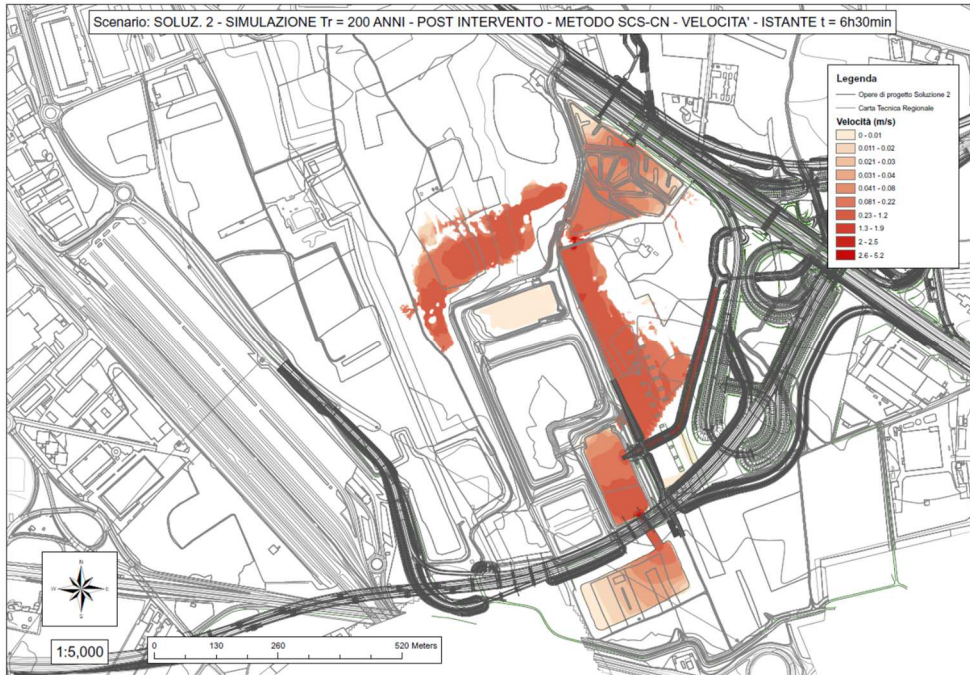 Scenario: SOLUZ. 2 - SIMULAZIONE Tr = 200 ANNI - POST INTERVENTO - METODO SCS-CN - VELOCITA' - ISTANTE t = 6h30min
Legenda
Opere di progetto Soluzione 2
Carta Tecnica Regionale
Velocità (m/s)
0 - 0.01
0.011 - 0.02
0.021 - 0.03
0.031 - 0.04
0.041 - 0.08
0.081 - 0.22
0.23 - 1.2
1.3 - 1.9
2 - 2.5
2.6 - 5.2
N
W E
S
1:5,000
0 130 260 520 Meters